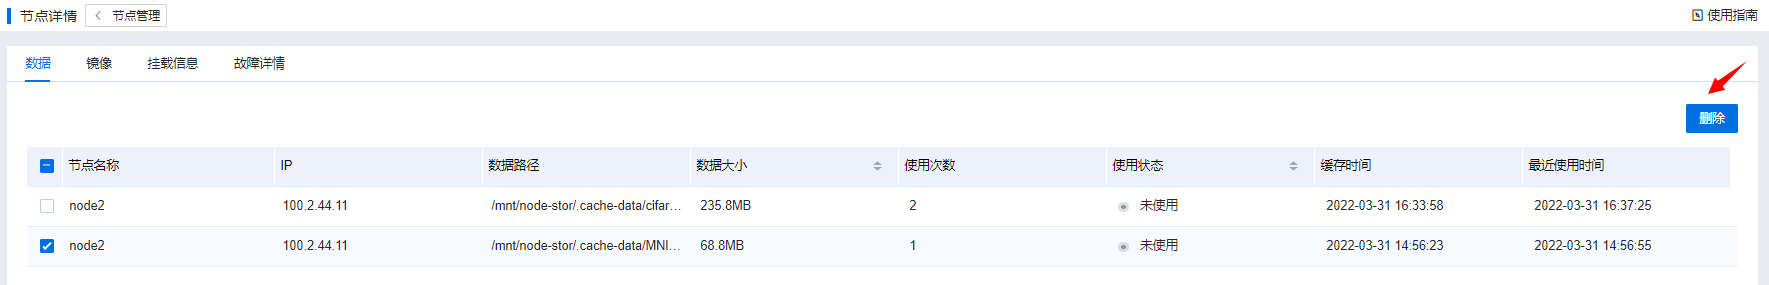 节点详情 节点管理 使用指南
数据 镜像 挂载信息 故障详情
删除
节点名称 IP 数据路径 数据大小 使用次数 使用状态 缓存时间 最近使用时间
node2 100.2.44.11 /mnt/node-stor/.cache-data/cifar... 235.8MB 2 未使用 2022-03-31 16:33:58 2022-03-31 16:37:25
node2 100.2.44.11 /mnt/node-stor/.cache-data/MNI... 68.8MB 1 未使用 2022-03-31 14:56:23 2022-03-31 14:56:55